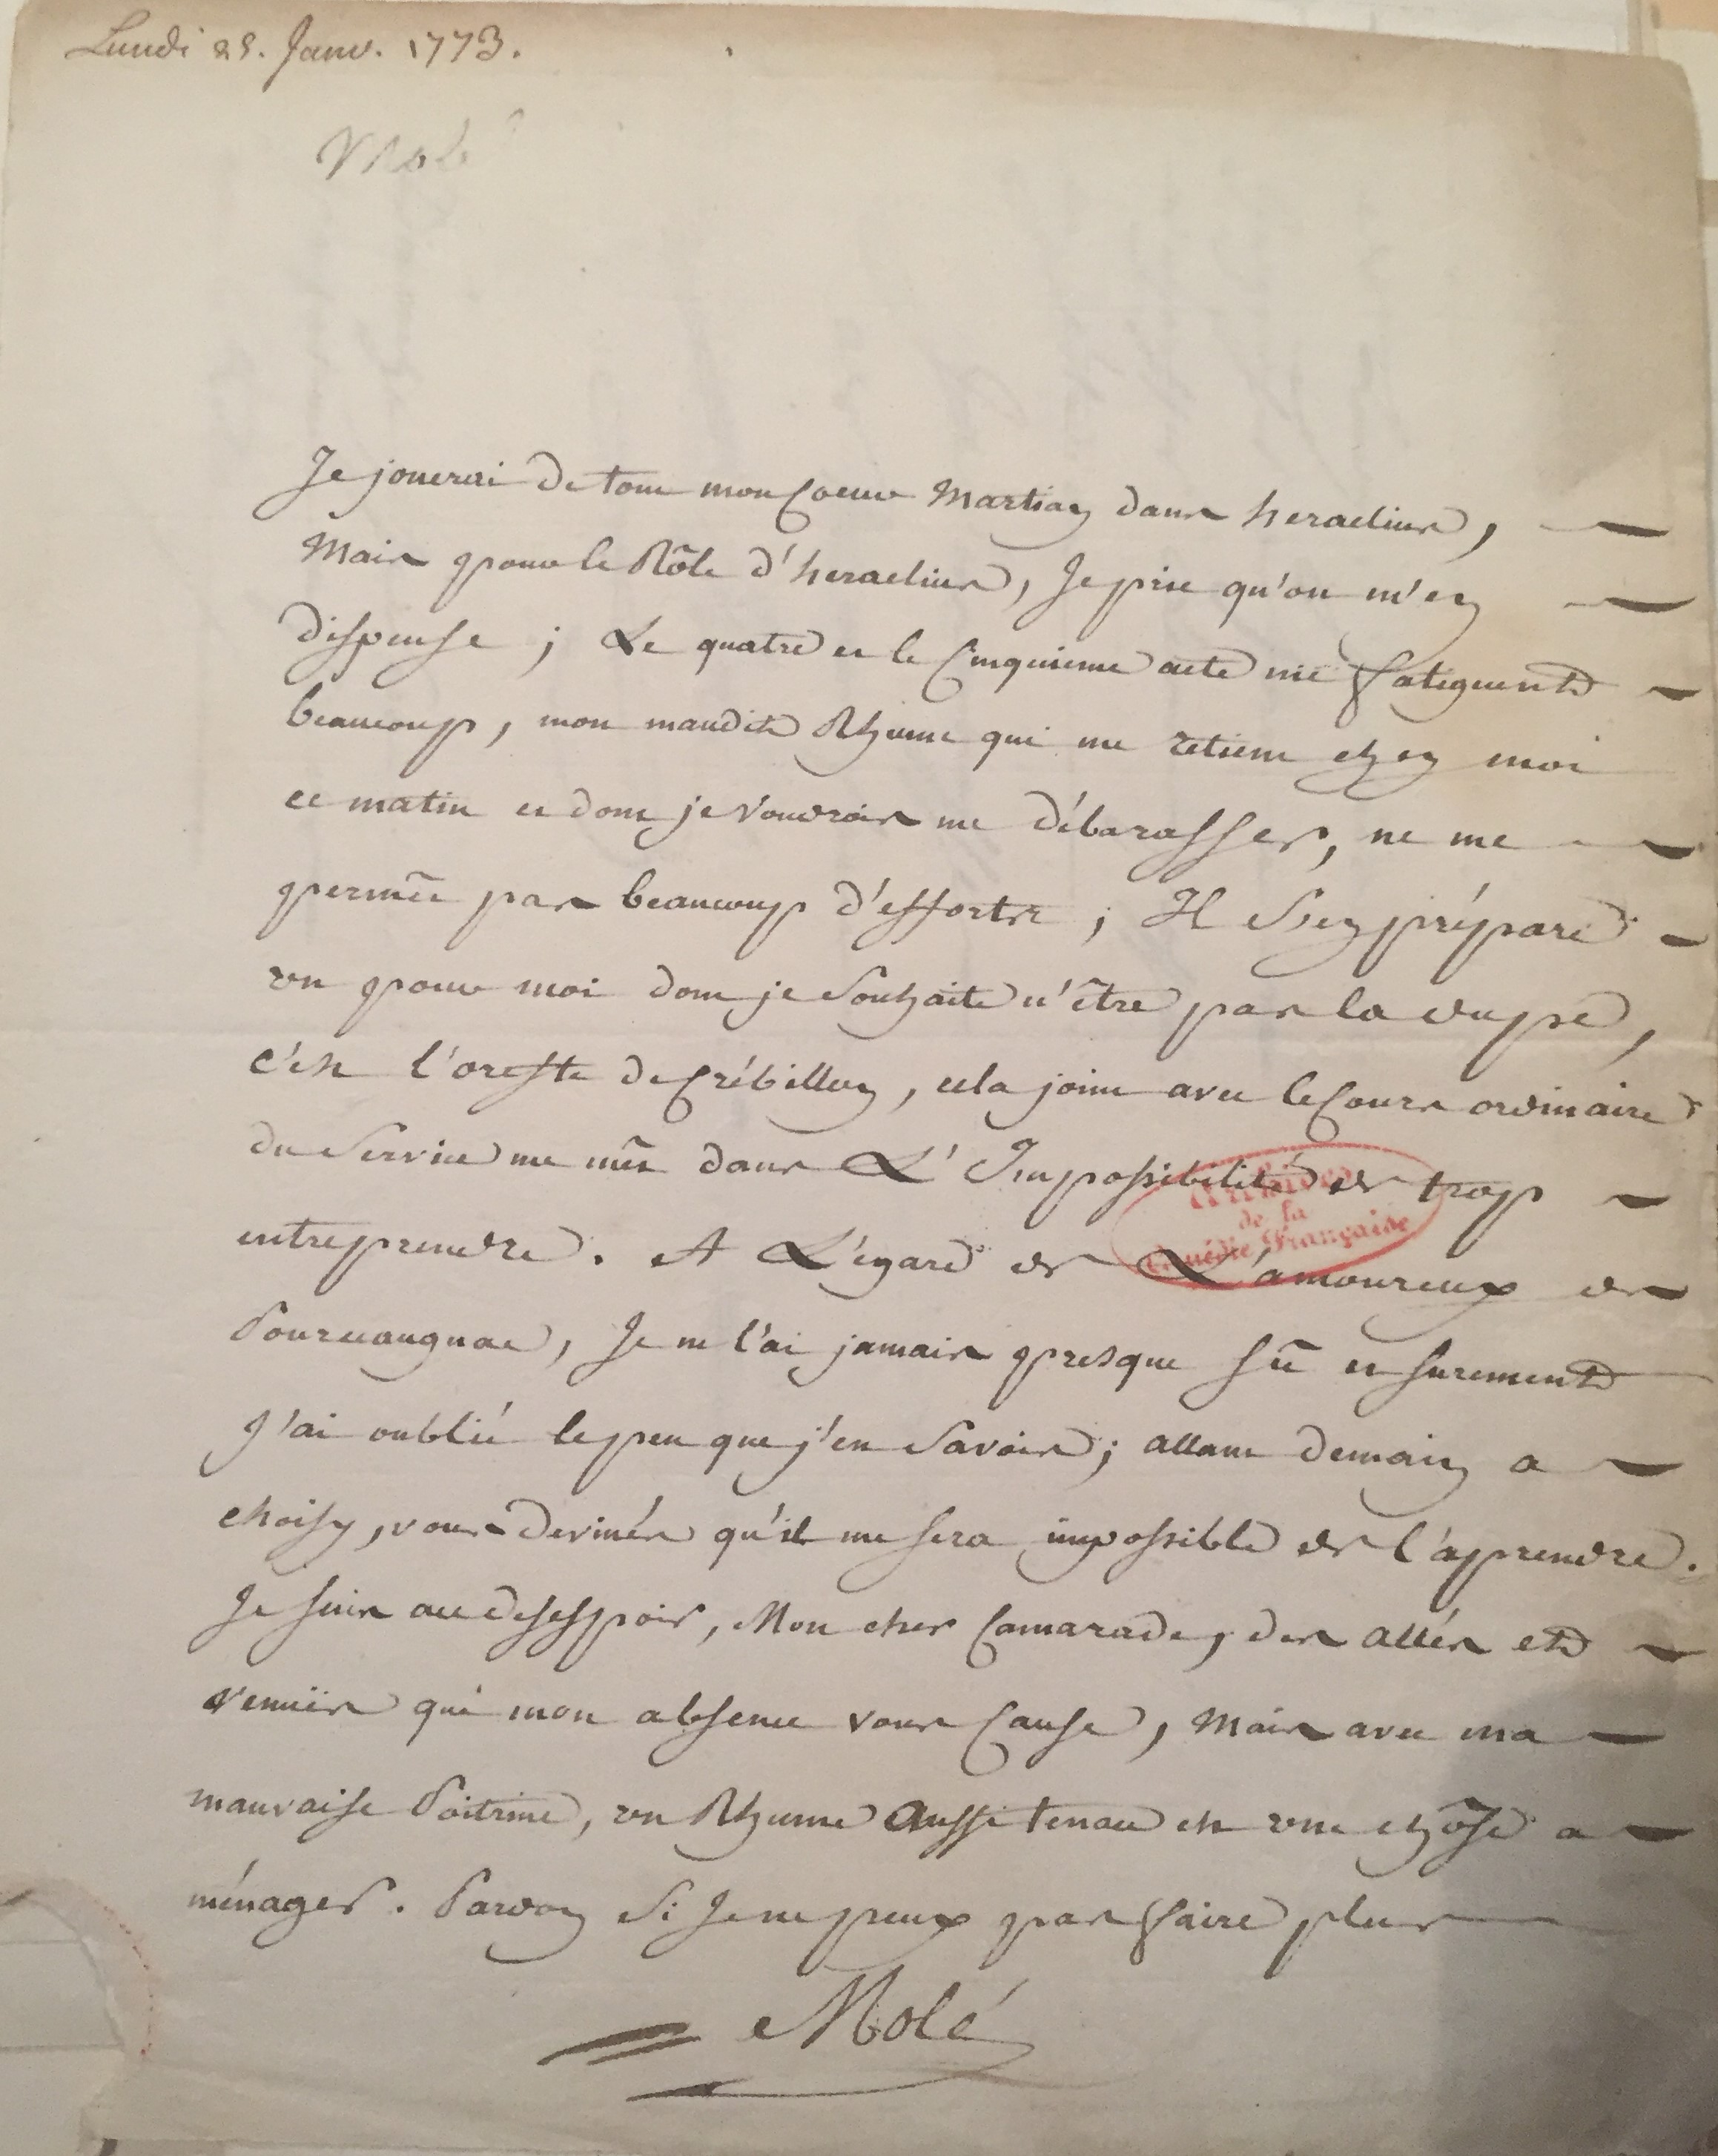 Lundi 25. Janv. 1773.
Molé
Je jouerai de tout mon Coeur Martian dans heraclius,
Mais pour le Rôle d'heraclius, Je prie qu'on m'en
dispense ; Le quatre et le Cinquieme acte me fatiguent
beaucoup, mon maudit Rhume qui me retient chez moi
ce matin et dont je voudrois me débarasser, ne me
permêt pas beaucoup d'efforts ; Il s'en prépare
un pour moi dont je souhaite n'être pas la dupe,
c'est l'oreste de Crébillon, cela joint avec le Cours ordinaire
du Service me mêt dans L'Impossibilité de trop
entreprendre. A L'égard de L'amoureux de
Pourceaugnac, Je ne l'ai jamais presque sû et surement
J'ai oublié le peu que j'en savois ; allant demain a
choisy, vous devinés qu'il me sera impossible de l'apprendre.
Je suis au desespoir, Mon cher Camarade, des allés et
venuës que mon absence vous Cause, Mais avec ma
mauvaise Poitrine, un Rhume Aussi tenace est une chôse a
ménager. Pardon Si Je ne peux pas faire plus
Molé
Archives
de la
Comédie Française